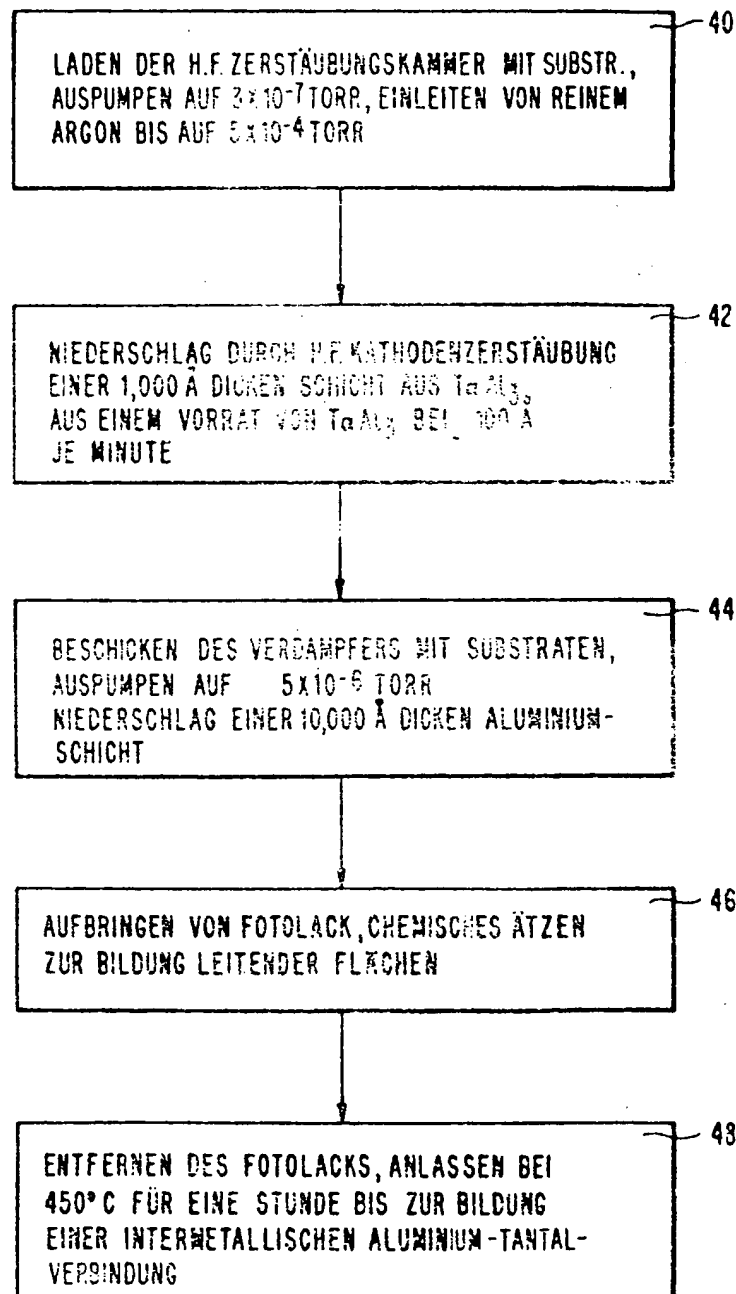 40
LADEN DER H.F. ZERSTÄUBUNGSKAMMER MIT SUBSTR.,
AUSPUMPEN AUF 3x10-7 TORR, EINLEITEN VON REINEM
ARGON BIS AUF 5x10-4 TORR
42
NIEDERSCHLAG DURCH H.F. KATHODENZERSTÄUBUNG
EINER 1,000 Å DICKEN SCHICHT AUS TaAl3,
AUS EINEM VORRAT VON TaAl3 BEI 100 Å
JE MINUTE
44
BESCHICKEN DES VERDAMPFERS MIT SUBSTRATEN,
AUSPUMPEN AUF 5x10-6 TORR
NIEDERSCHLAG EINER 10,000 Å DICKEN ALUMINIUM-
SCHICHT
46
AUFBRINGEN VON FOTOLACK, CHEMISCHES ÄTZEN
ZUR BILDUNG LEITENDER FLÄCHEN
48
ENTFERNEN DES FOTOLACKS, ANLASSEN BEI
450° C FÜR EINE STUNDE BIS ZUR BILDUNG
EINER INTERMETALLISCHEN ALUMINIUM-TANTAL-
VERBINDUNG